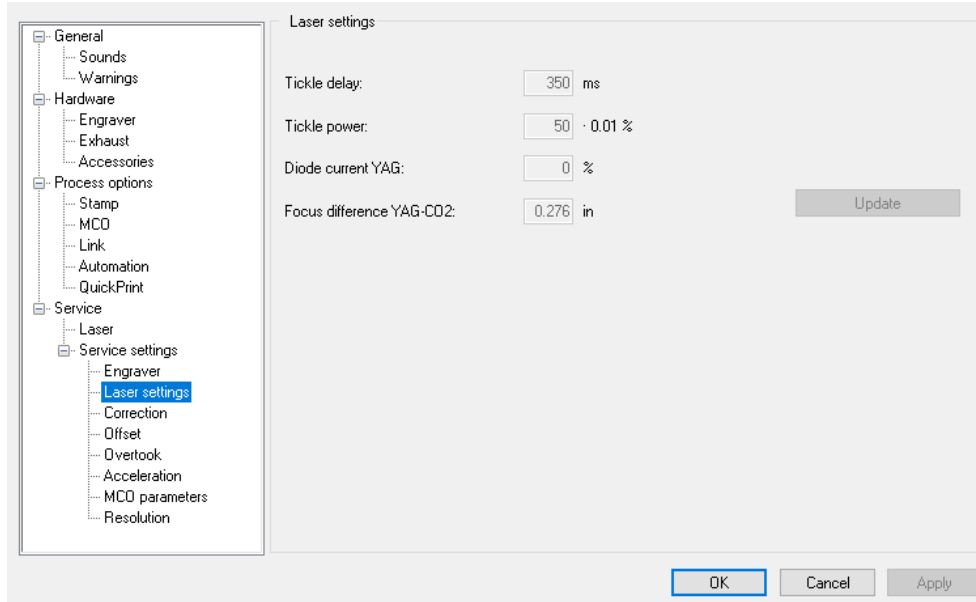 Laser settings
General
Sounds
Warnings
Hardware
Engraver
Exhaust
Accessories
Process options
Stamp
MCO
Link
Automation
QuickPrint
Service
Laser
Service settings
Engraver
Laser settings
Correction
Offset
Overtook
Acceleration
MCO parameters
Resolution
Tickle delay: 350 ms
Tickle power: 50 · 0.01 %
Diode current YAG: 0 %
Focus difference YAG-CO2: 0.276 in
Update
OK Cancel Apply